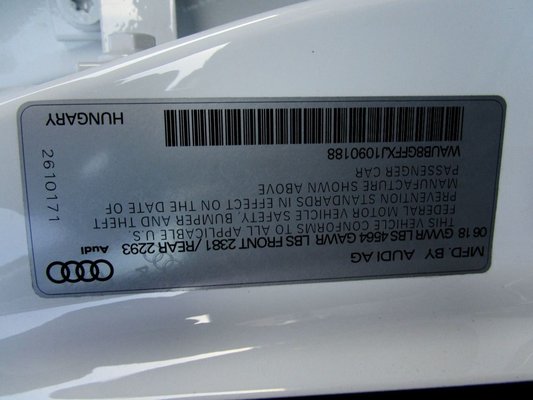 MFD. BY AUDI AG
06 18 GVWR LBS 4564 GAWR LBS FRONT 2381 / REAR 2293
THIS VEHICLE CONFORMS TO ALL APPLICABLE U.S.
FEDERAL MOTOR VEHICLE SAFETY, BUMPER AND THEFT
PREVENTION STANDARDS IN EFFECT ON THE DATE OF
MANUFACTURE SHOWN ABOVE
PASSENGER CAR
WAUB8GFFXJ1090188
Audi
2610171
HUNGARY